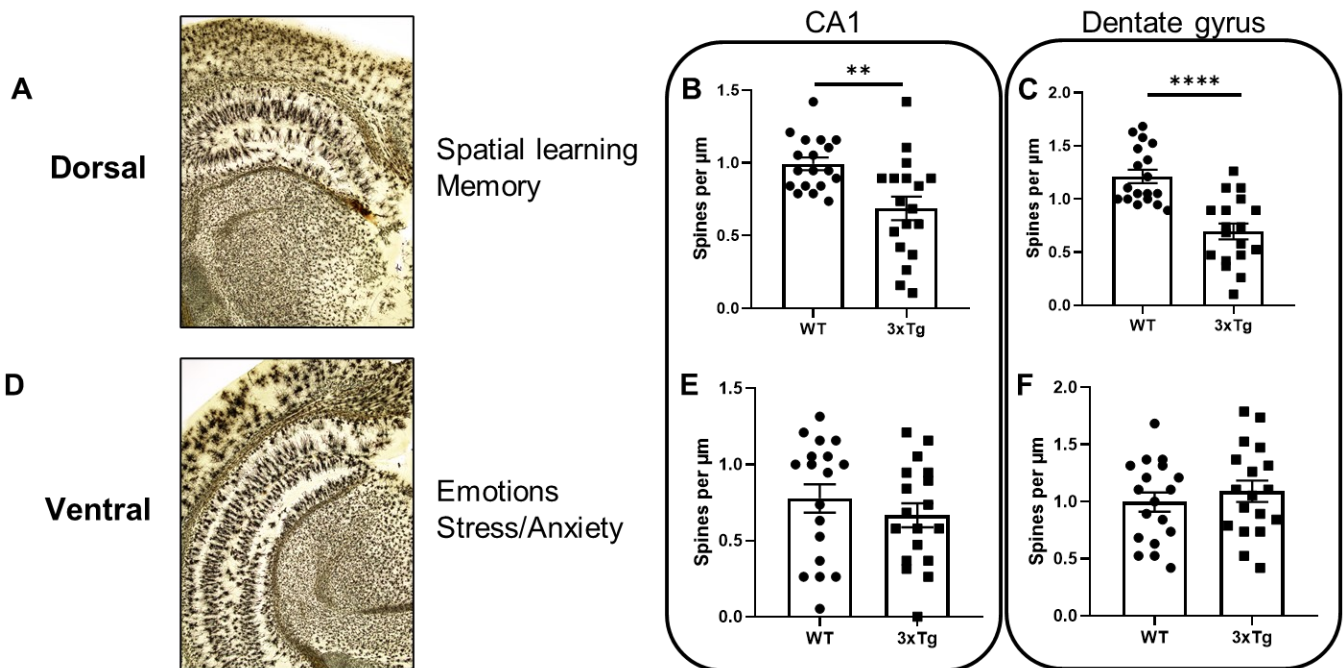 CA1
Dentate gyrus
A
Dorsal
Spatial learning
Memory
B
**
Spines per µm
1.5
1.0
0.5
0.0
WT
3xTg
C
****
Spines per µm
2.0
1.5
1.0
0.5
0.0
WT
3xTg
D
Ventral
Emotions
Stress/Anxiety
E
Spines per µm
1.5
1.0
0.5
0.0
WT
3xTg
F
Spines per µm
2.0
1.5
1.0
0.5
0.0
WT
3xTg